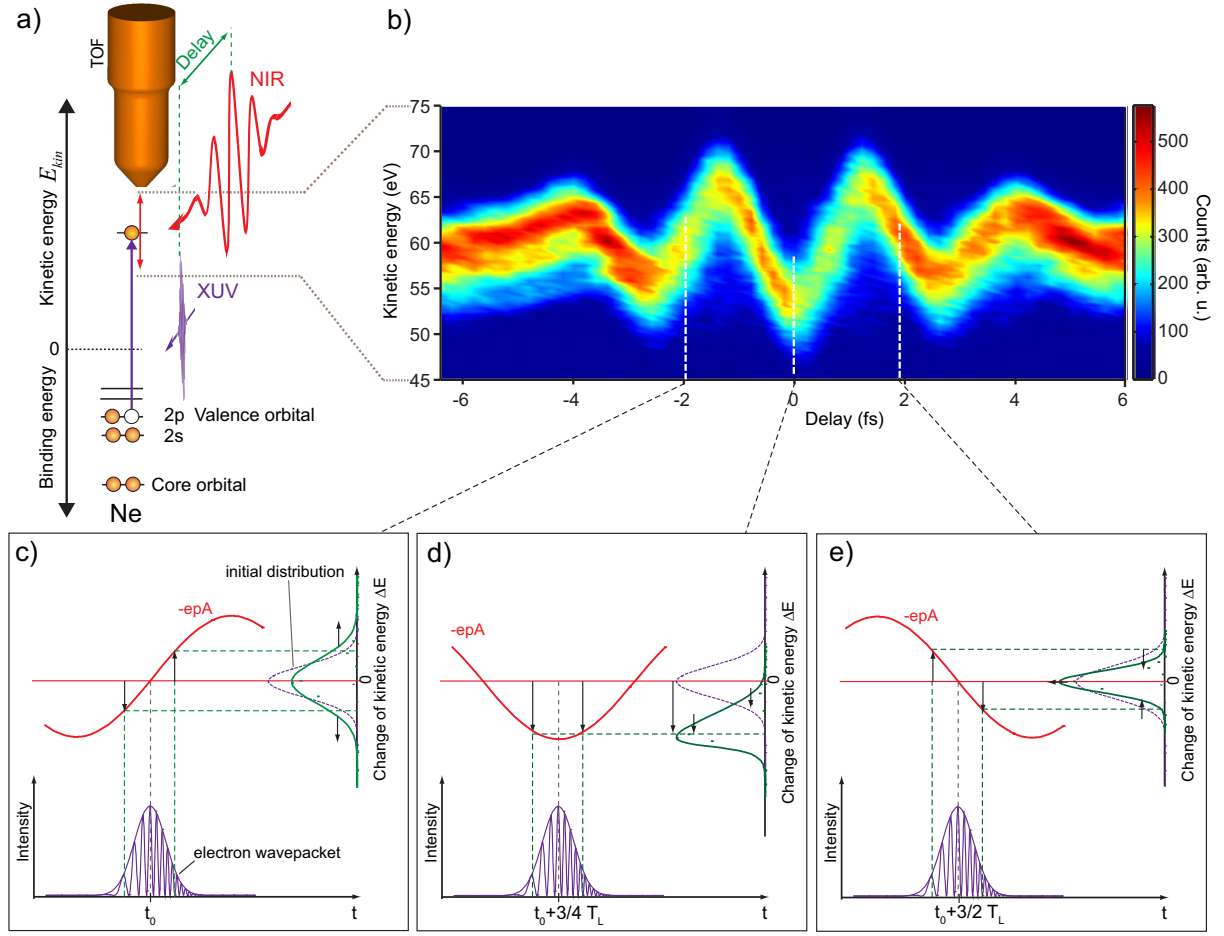 a)
TOF
Delay
NIR
XUV
Kinetic energy E_kin
0
Binding energy
2p Valence orbital
2s
Core orbital
Ne
b)
Kinetic energy (eV)
75
70
65
60
55
50
45
-6
-4
-2
0
2
4
6
Delay (fs)
500
400
300
200
100
0
Counts (arb. u.)
c)
initial distribution
-epA
0
Change of kinetic energy ΔE
Intensity
electron wavepacket
t₀
t
d)
-epA
0
Change of kinetic energy ΔE
Intensity
t₀+3/4 T_L
t
e)
-epA
0
Change of kinetic energy ΔE
Intensity
t₀+3/2 T_L
t